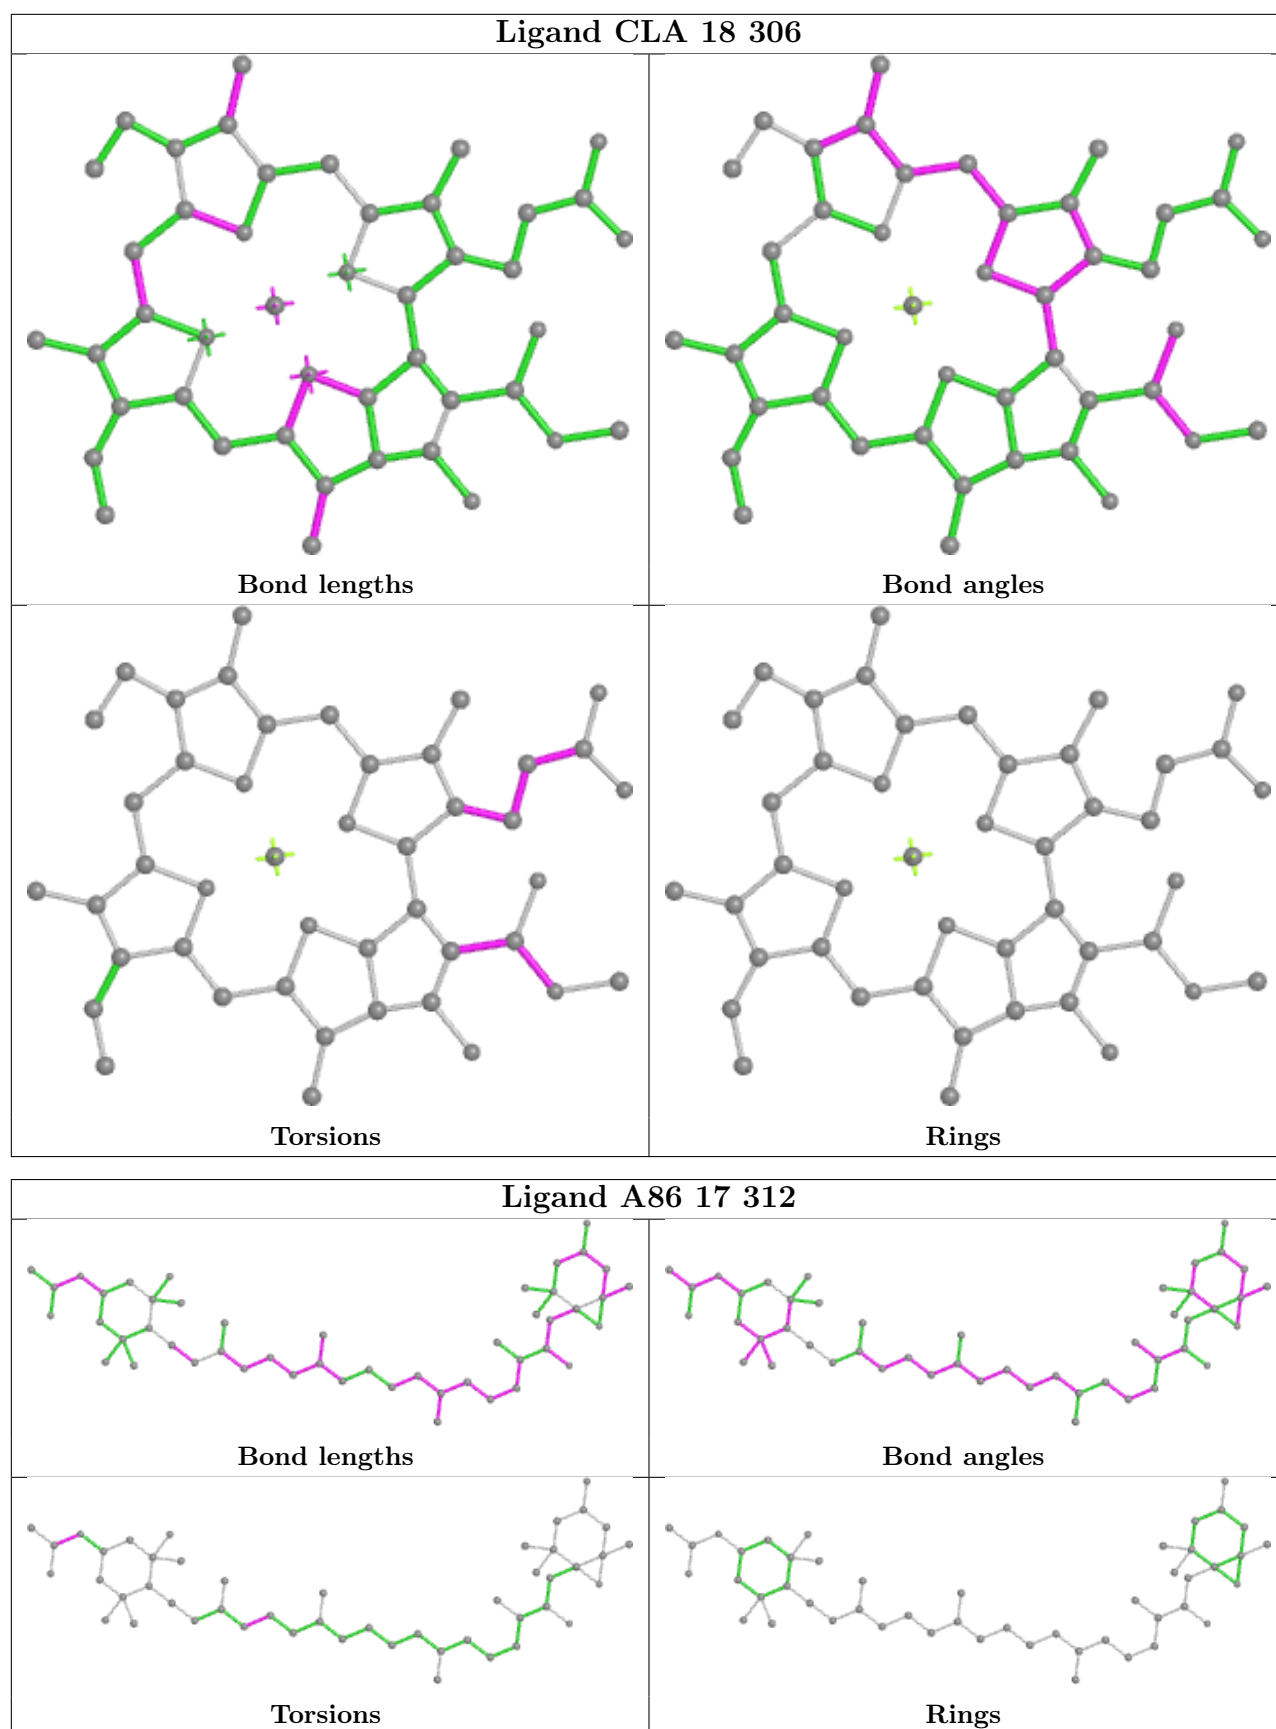 Ligand CLA 18 306
Bond lengths
Bond angles
Torsions
Rings
Ligand A86 17 312
Bond lengths
Bond angles
Torsions
Rings